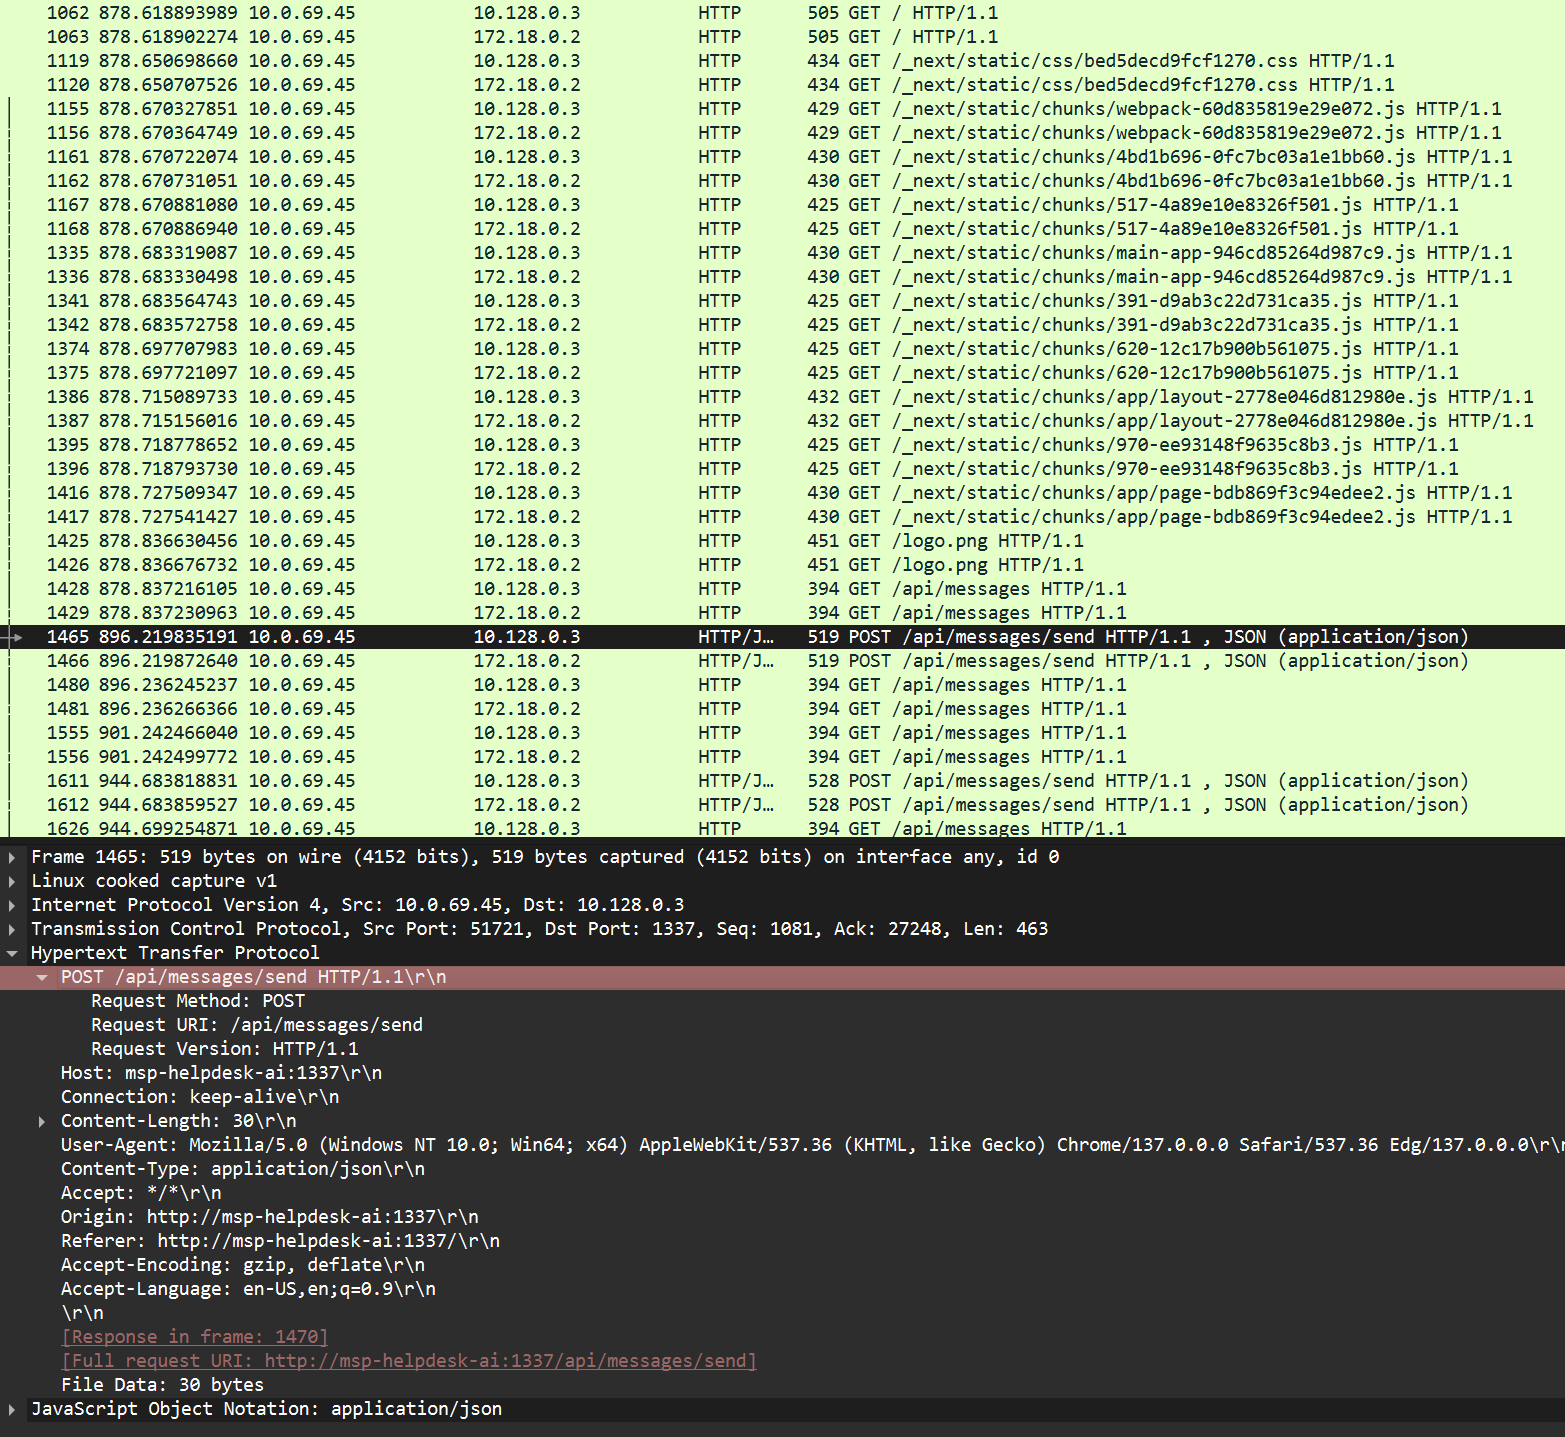 1062 878.618893989 10.0.69.45 10.128.0.3 HTTP 505 GET / HTTP/1.1
1063 878.618902274 10.0.69.45 172.18.0.2 HTTP 505 GET / HTTP/1.1
1119 878.650698660 10.0.69.45 10.128.0.3 HTTP 434 GET /_next/static/css/bed5decd9fcf1270.css HTTP/1.1
1120 878.650707526 10.0.69.45 172.18.0.2 HTTP 434 GET /_next/static/css/bed5decd9fcf1270.css HTTP/1.1
1155 878.670327851 10.0.69.45 10.128.0.3 HTTP 429 GET /_next/static/chunks/webpack-60d835819e29e072.js HTTP/1.1
1156 878.670364749 10.0.69.45 172.18.0.2 HTTP 429 GET /_next/static/chunks/webpack-60d835819e29e072.js HTTP/1.1
1161 878.670722074 10.0.69.45 10.128.0.3 HTTP 430 GET /_next/static/chunks/4bd1b696-0fc7bc03a1e1bb60.js HTTP/1.1
1162 878.670731051 10.0.69.45 172.18.0.2 HTTP 430 GET /_next/static/chunks/4bd1b696-0fc7bc03a1e1bb60.js HTTP/1.1
1167 878.670881080 10.0.69.45 10.128.0.3 HTTP 425 GET /_next/static/chunks/517-4a89e10e8326f501.js HTTP/1.1
1168 878.670886940 10.0.69.45 172.18.0.2 HTTP 425 GET /_next/static/chunks/517-4a89e10e8326f501.js HTTP/1.1
1335 878.683319087 10.0.69.45 10.128.0.3 HTTP 430 GET /_next/static/chunks/main-app-946cd85264d987c9.js HTTP/1.1
1336 878.683330498 10.0.69.45 172.18.0.2 HTTP 430 GET /_next/static/chunks/main-app-946cd85264d987c9.js HTTP/1.1
1341 878.683564743 10.0.69.45 10.128.0.3 HTTP 425 GET /_next/static/chunks/391-d9ab3c22d731ca35.js HTTP/1.1
1342 878.683572758 10.0.69.45 172.18.0.2 HTTP 425 GET /_next/static/chunks/391-d9ab3c22d731ca35.js HTTP/1.1
1374 878.697707983 10.0.69.45 10.128.0.3 HTTP 425 GET /_next/static/chunks/620-12c17b900b561075.js HTTP/1.1
1375 878.697721097 10.0.69.45 172.18.0.2 HTTP 425 GET /_next/static/chunks/620-12c17b900b561075.js HTTP/1.1
1386 878.715089733 10.0.69.45 10.128.0.3 HTTP 432 GET /_next/static/chunks/app/layout-2778e046d812980e.js HTTP/1.1
1387 878.715156016 10.0.69.45 172.18.0.2 HTTP 432 GET /_next/static/chunks/app/layout-2778e046d812980e.js HTTP/1.1
1395 878.718778652 10.0.69.45 10.128.0.3 HTTP 425 GET /_next/static/chunks/970-ee93148f9635c8b3.js HTTP/1.1
1396 878.718793730 10.0.69.45 172.18.0.2 HTTP 425 GET /_next/static/chunks/970-ee93148f9635c8b3.js HTTP/1.1
1416 878.727509347 10.0.69.45 10.128.0.3 HTTP 430 GET /_next/static/chunks/app/page-bdb869f3c94edee2.js HTTP/1.1
1417 878.727541427 10.0.69.45 172.18.0.2 HTTP 430 GET /_next/static/chunks/app/page-bdb869f3c94edee2.js HTTP/1.1
1425 878.836630456 10.0.69.45 10.128.0.3 HTTP 451 GET /logo.png HTTP/1.1
1426 878.836676732 10.0.69.45 172.18.0.2 HTTP 451 GET /logo.png HTTP/1.1
1428 878.837216105 10.0.69.45 10.128.0.3 HTTP 394 GET /api/messages HTTP/1.1
1429 878.837230963 10.0.69.45 172.18.0.2 HTTP 394 GET /api/messages HTTP/1.1
1465 896.219835191 10.0.69.45 10.128.0.3 HTTP/J… 519 POST /api/messages/send HTTP/1.1 , JSON (application/json)
1466 896.219872640 10.0.69.45 172.18.0.2 HTTP/J… 519 POST /api/messages/send HTTP/1.1 , JSON (application/json)
1480 896.236245237 10.0.69.45 10.128.0.3 HTTP 394 GET /api/messages HTTP/1.1
1481 896.236266366 10.0.69.45 172.18.0.2 HTTP 394 GET /api/messages HTTP/1.1
1555 901.242466040 10.0.69.45 10.128.0.3 HTTP 394 GET /api/messages HTTP/1.1
1556 901.242499772 10.0.69.45 172.18.0.2 HTTP 394 GET /api/messages HTTP/1.1
1611 944.683818831 10.0.69.45 10.128.0.3 HTTP/J… 528 POST /api/messages/send HTTP/1.1 , JSON (application/json)
1612 944.683859527 10.0.69.45 172.18.0.2 HTTP/J… 528 POST /api/messages/send HTTP/1.1 , JSON (application/json)
1626 944.699254871 10.0.69.45 10.128.0.3 HTTP 394 GET /api/messages HTTP/1.1
Frame 1465: 519 bytes on wire (4152 bits), 519 bytes captured (4152 bits) on interface any, id 0
Linux cooked capture v1
Internet Protocol Version 4, Src: 10.0.69.45, Dst: 10.128.0.3
Transmission Control Protocol, Src Port: 51721, Dst Port: 1337, Seq: 1081, Ack: 27248, Len: 463
Hypertext Transfer Protocol
POST /api/messages/send HTTP/1.1\r\n
Request Method: POST
Request URI: /api/messages/send
Request Version: HTTP/1.1
Host: msp-helpdesk-ai:1337\r\n
Connection: keep-alive\r\n
Content-Length: 30\r\n
User-Agent: Mozilla/5.0 (Windows NT 10.0; Win64; x64) AppleWebKit/537.36 (KHTML, like Gecko) Chrome/137.0.0.0 Safari/537.36 Edg/137.0.0.0\r\
Content-Type: application/json\r\n
Accept: */*\r\n
Origin: http://msp-helpdesk-ai:1337\r\n
Referer: http://msp-helpdesk-ai:1337/\r\n
Accept-Encoding: gzip, deflate\r\n
Accept-Language: en-US,en;q=0.9\r\n
\r\n
[Response in frame: 1470]
[Full request URI: http://msp-helpdesk-ai:1337/api/messages/send]
File Data: 30 bytes
JavaScript Object Notation: application/json